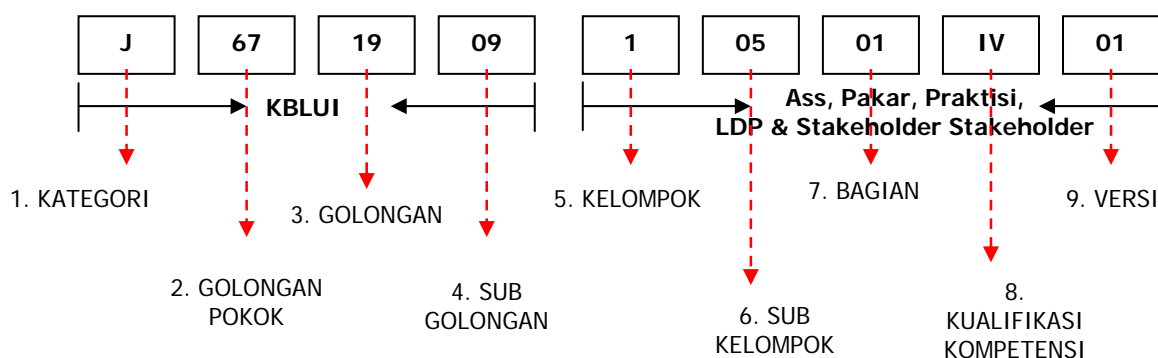 J 67 19 09 1 05 01 IV 01
KBLUI
Ass, Pakar, Praktisi,
LDP & Stakeholder Stakeholder
1. KATEGORI
3. GOLONGAN
5. KELOMPOK
7. BAGIAN
9. VERSI
2. GOLONGAN
POKOK
4. SUB
GOLONGAN
6. SUB
KELOMPOK
8.
KUALIFIKASI
KOMPETENSI